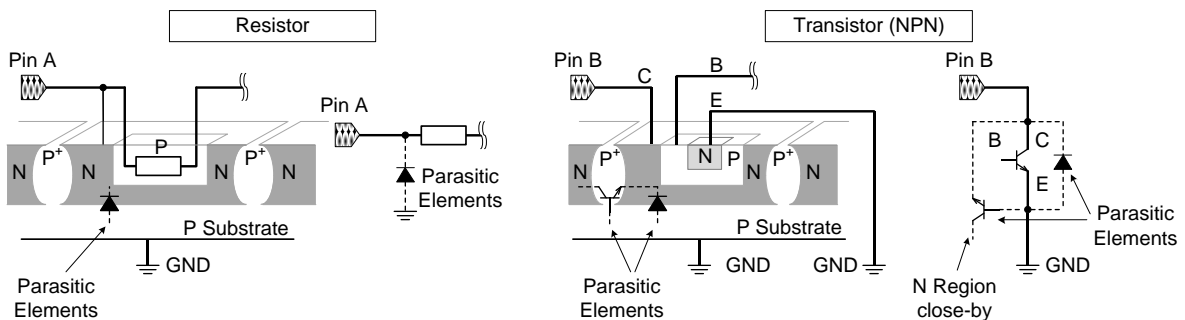 Resistor
Transistor (NPN)
Pin A
Pin B
C
B
E
Pin B
Pin A
N
P+
N
P
N
P+
N
Parasitic
Elements
P Substrate
GND
Parasitic
Elements
N
P+
N
N
P
P+
N
N
P Substrate
GND
GND
Parasitic
Elements
B
C
E
Parasitic
Elements
GND
N Region
close-by